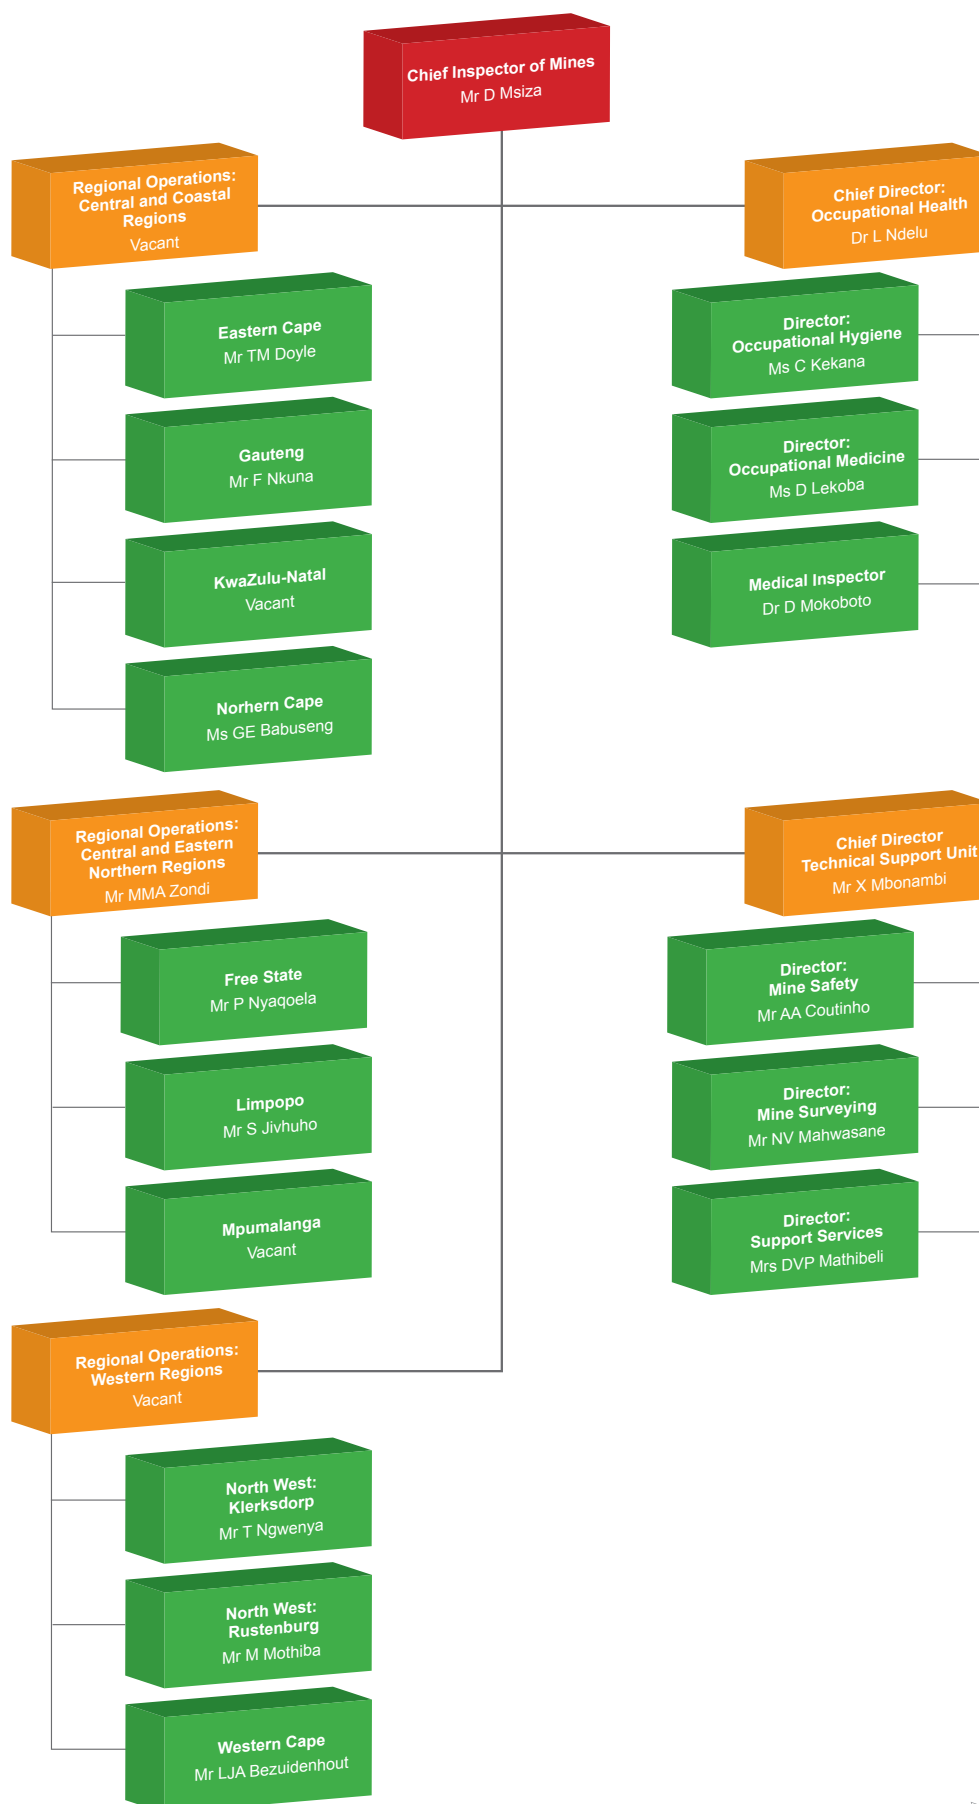 Chief Inspector of Mines
Mr D Msiza
Regional Operations:
Central and Coastal
Regions
Vacant
Eastern Cape
Mr TM Doyle
Gauteng
Mr F Nkuna
KwaZulu-Natal
Vacant
Norhern Cape
Ms GE Babuseng
Chief Director:
Occupational Health
Dr L Ndelu
Director:
Occupational Hygiene
Ms C Kekana
Director:
Occupational Medicine
Ms D Lekoba
Medical Inspector
Dr D Mokoboto
Regional Operations:
Central and Eastern
Northern Regions
Mr MMA Zondi
Free State
Mr P Nyaqoela
Limpopo
Mr S Jivhuho
Mpumalanga
Vacant
Chief Director
Technical Support Unit
Mr X Mbonambi
Director:
Mine Safety
Mr AA Coutinho
Director:
Mine Surveying
Mr NV Mahwasane
Director:
Support Services
Mrs DVP Mathibeli
Regional Operations:
Western Regions
Vacant
North West:
Klerksdorp
Mr T Ngwenya
North West:
Rustenburg
Mr M Mothiba
Western Cape
Mr LJA Bezuidenhout